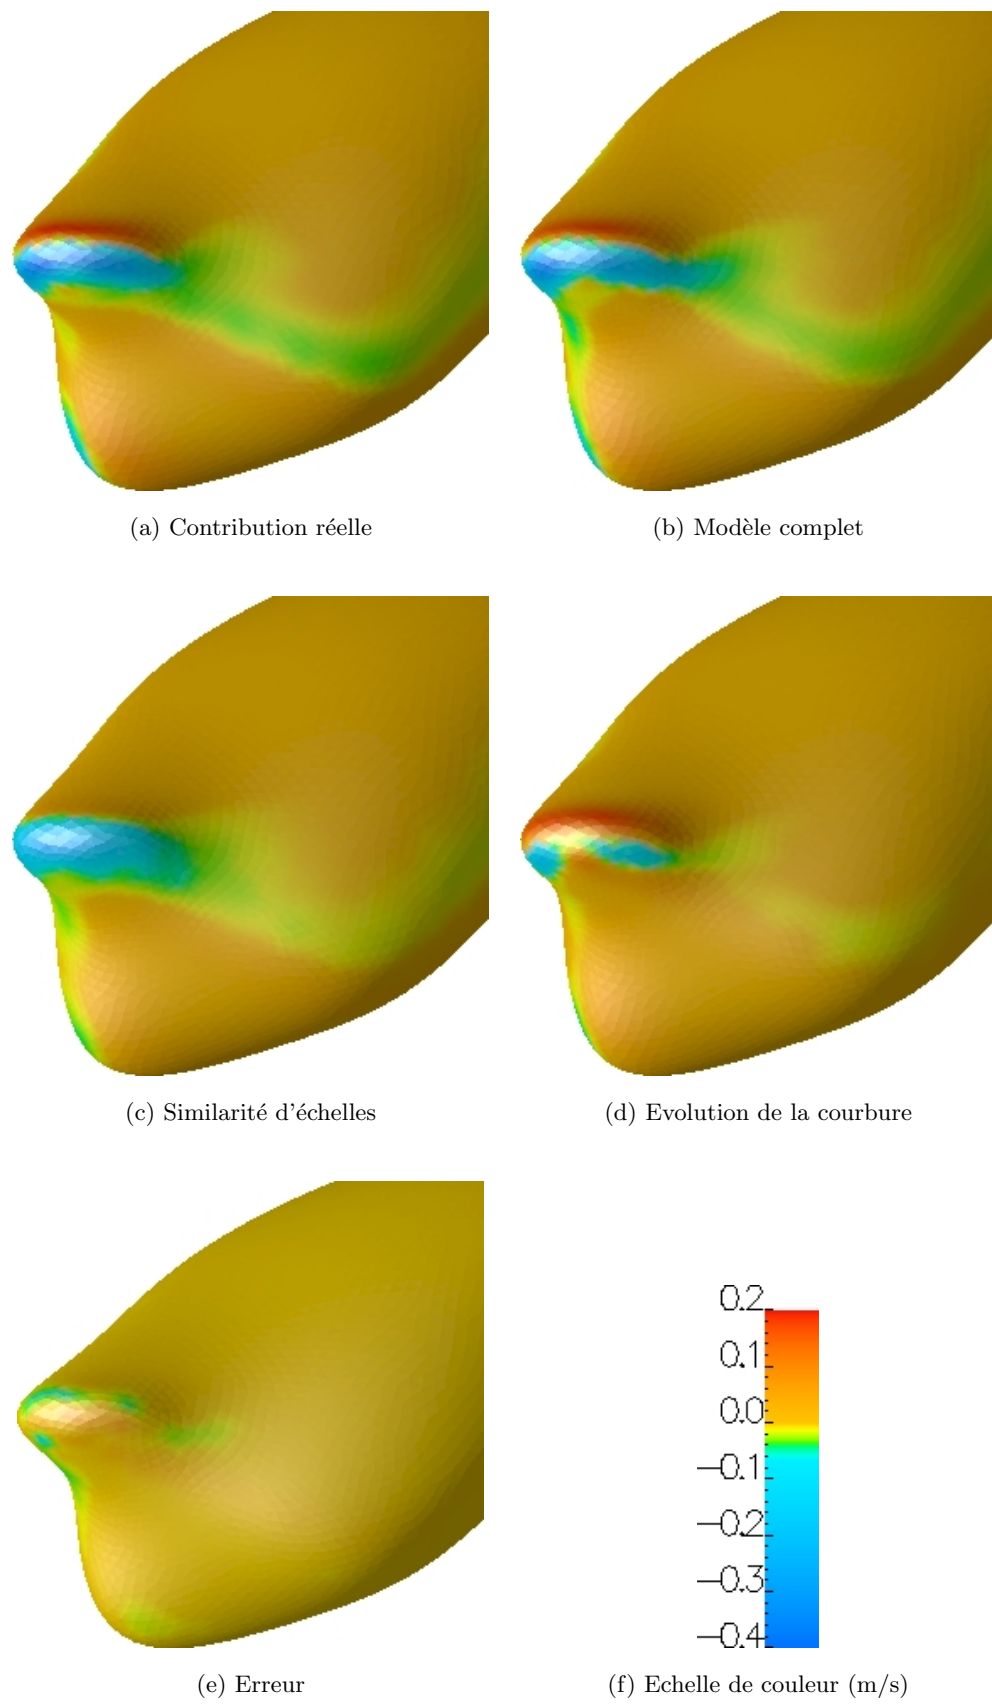 (a) Contribution réelle
(b) Modèle complet
(c) Similarité d'échelles
(d) Evolution de la courbure
0.2
0.1
0.0
−0.1
−0.2
−0.3
−0.4
(e) Erreur
(f) Echelle de couleur (m/s)